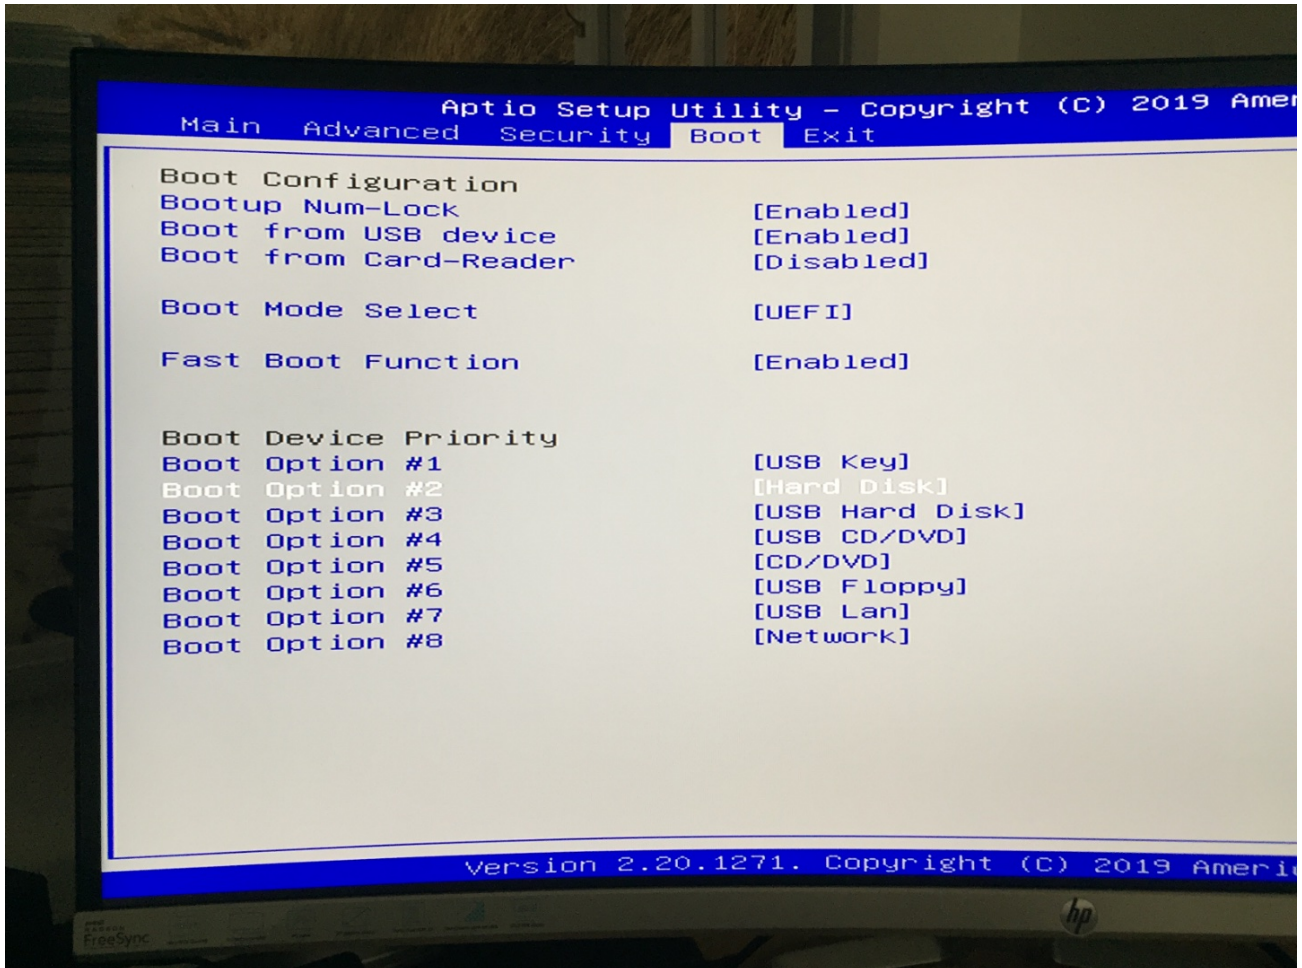 Aptio Setup Utility – Copyright (C) 2019 Amer
Main Advanced Security Boot Exit
Boot Configuration
Bootup Num-Lock [Enabled]
Boot from USB device [Enabled]
Boot from Card-Reader [Disabled]
Boot Mode Select [UEFI]
Fast Boot Function [Enabled]
Boot Device Priority
Boot Option #1 [USB Key]
Boot Option #2 [Hard Disk]
Boot Option #3 [USB Hard Disk]
Boot Option #4 [USB CD/DVD]
Boot Option #5 [CD/DVD]
Boot Option #6 [USB Floppy]
Boot Option #7 [USB Lan]
Boot Option #8 [Network]
Version 2.20.1271. Copyright (C) 2019 Ameri
hp
FreeSync